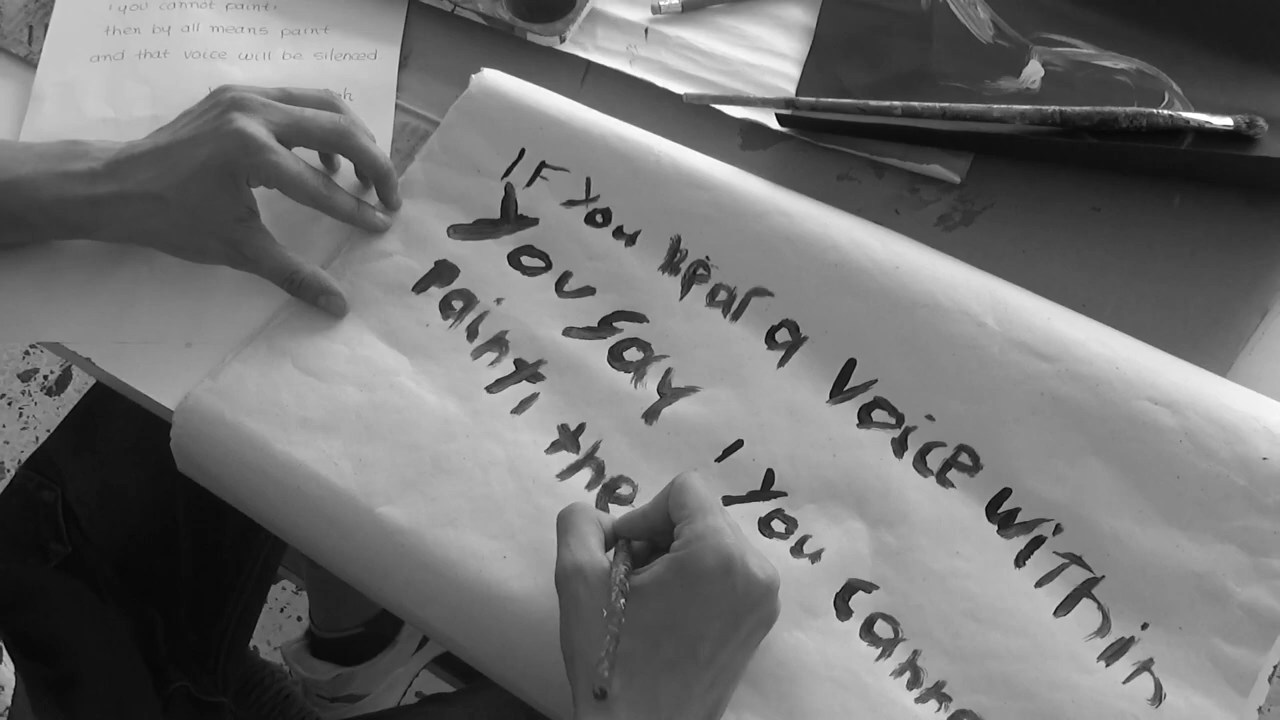 'you cannot paint,
then by all means paint
and that voice will be silenced
IF You hear a Voice within
You Say 'You canno
paint, the